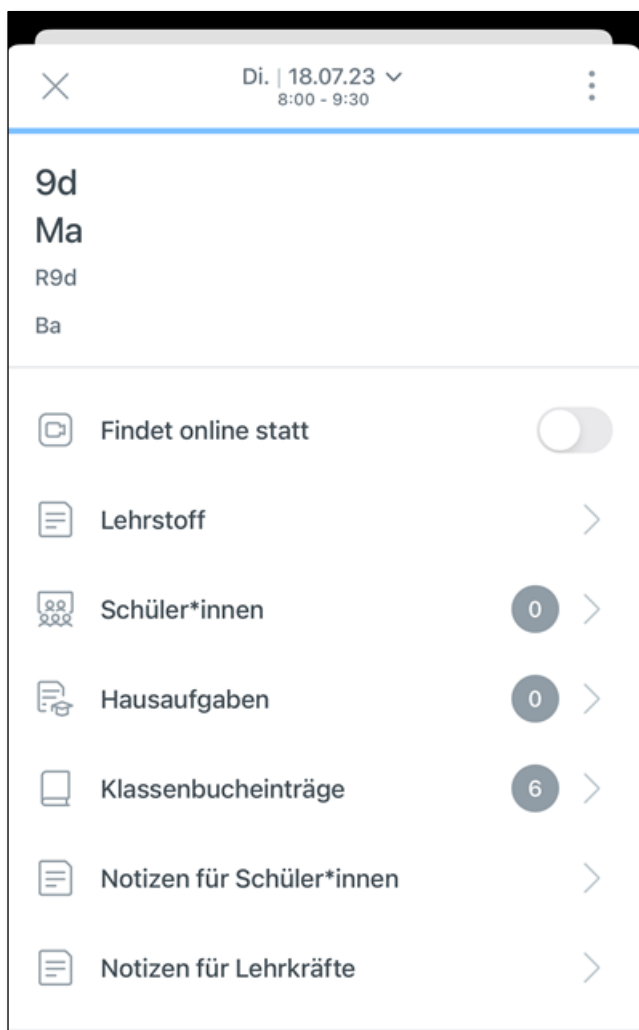 Di. | 18.07.23
8:00 - 9:30
9d
Ma
R9d
Ba
Findet online statt
Lehrstoff
Schüler*innen 0
Hausaufgaben 0
Klassenbucheinträge 6
Notizen für Schüler*innen
Notizen für Lehrkräfte